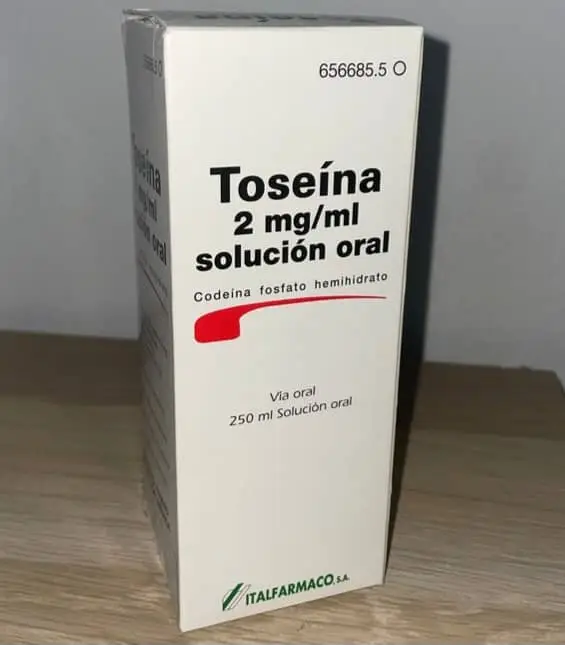 656685.5 O
Toseína
2 mg/ml
solución oral
Codeína fosfato hemihidrato
Vía oral
250 ml Solución oral
ITALFARMACO, S.A.